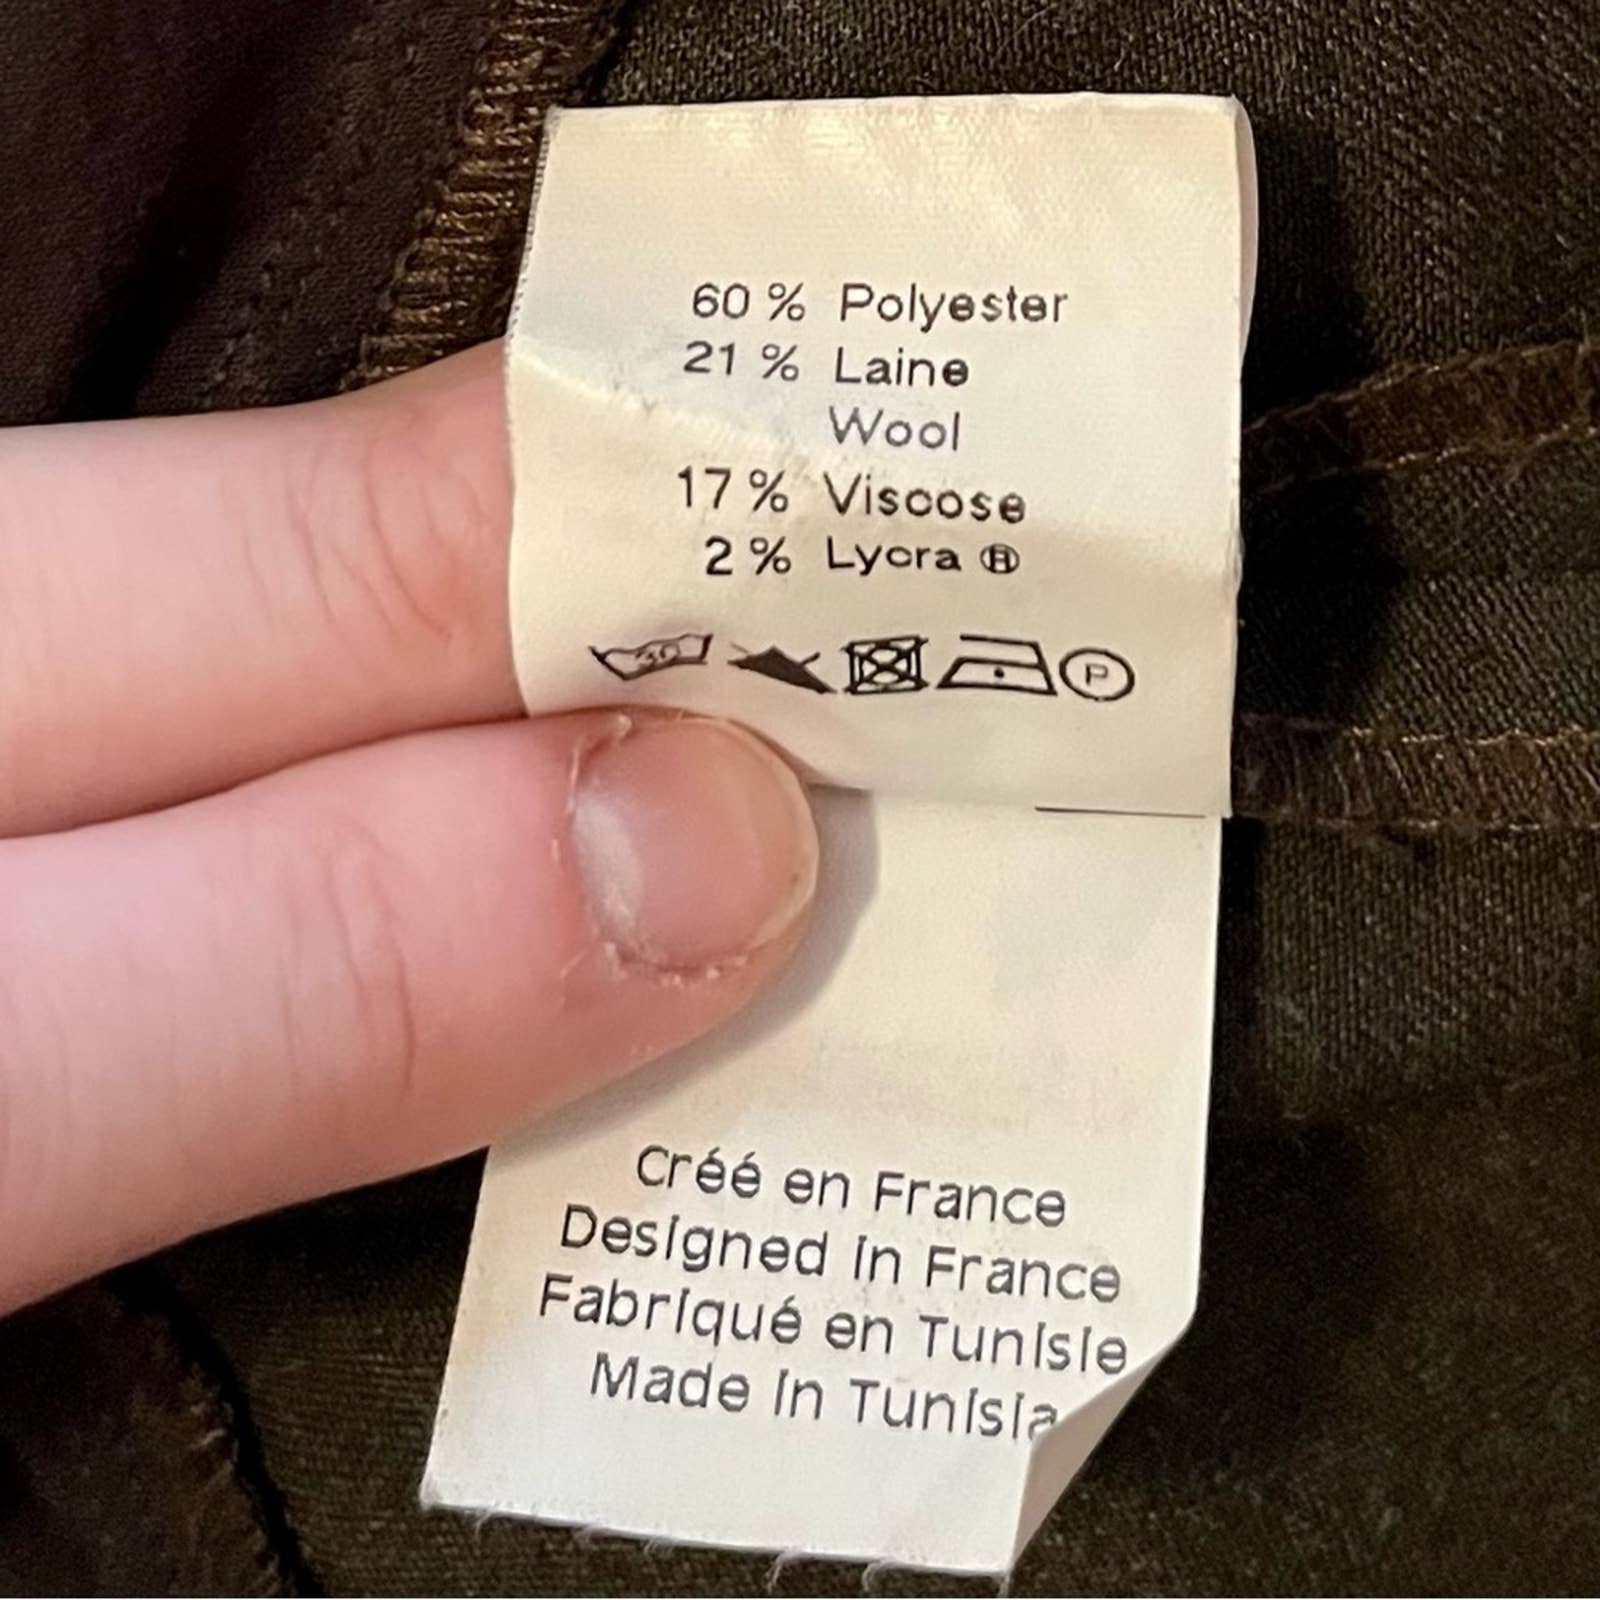 60 % Polyester
21 % Laine
Wool
17 % Viscose
2 % Lycra ®
30
P
Créé en France
Designed in France
Fabriqué en Tunisie
Made in Tunisia